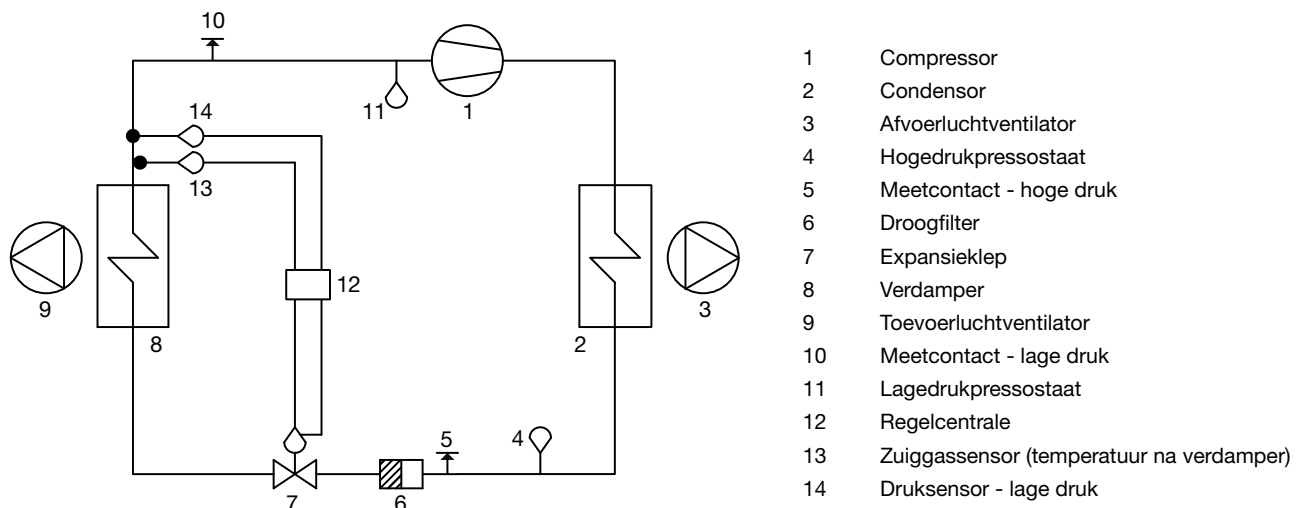 10
11
1
14
13
12
9
8
2
3
5
4
7
6
1 Compressor
2 Condensor
3 Afvoerluchtventilator
4 Hogedrukpressostaat
5 Meetcontact - hoge druk
6 Droogfilter
7 Expansieklep
8 Verdamper
9 Toevoerluchtventilator
10 Meetcontact - lage druk
11 Lagedrukpressostaat
12 Regelcentrale
13 Zuiggassensor (temperatuur na verdamper)
14 Druksensor - lage druk